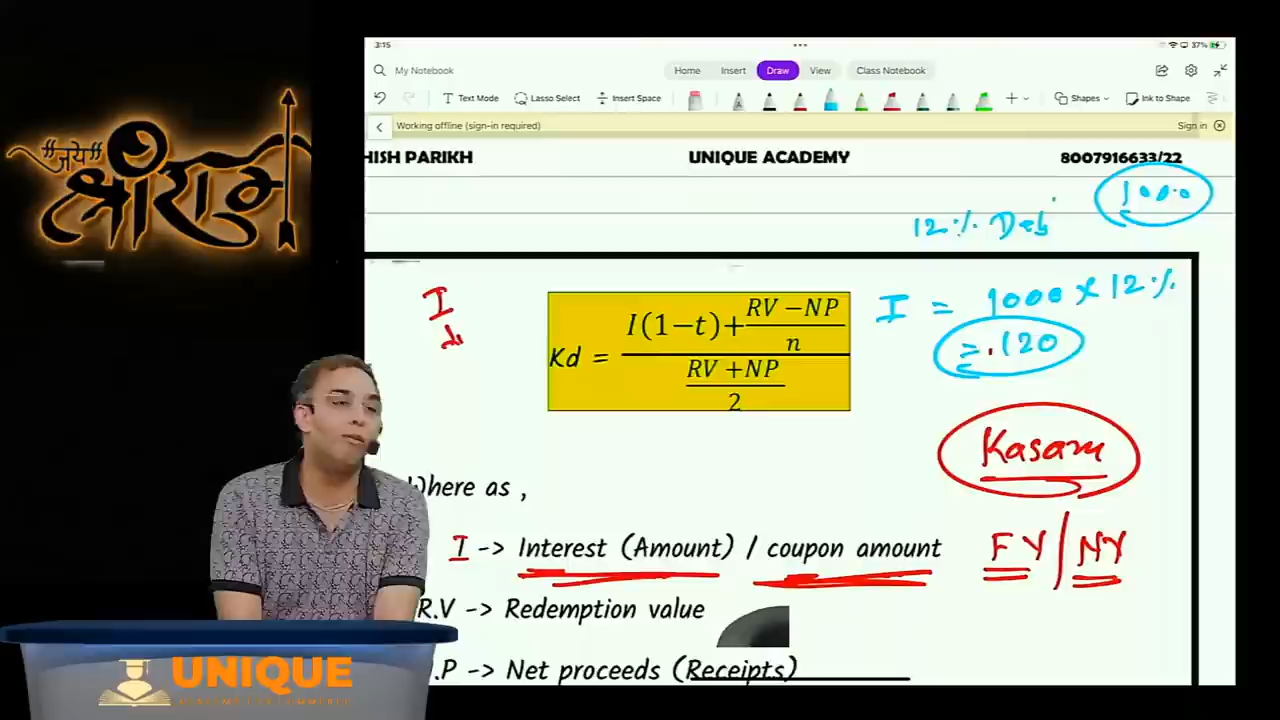 "जय"
श्रीराम
3:15
37%
My Notebook
Home Insert Draw View Class Notebook
Text Mode Lasso Select Insert Space Shapes Ink to Shape
Working offline (sign-in required) Sign in
HISH PARIKH UNIQUE ACADEMY 8007916633/22
1000
12% Deb
I
Kd = I(1−t)+ RV −NP / n
RV +NP / 2
I = 1000 × 12%
= 120
Kasam
Where as ,
I -> Interest (Amount) / coupon amount FY/NY
R.V -> Redemption value
.P -> Net proceeds (Receipts)
UNIQUE